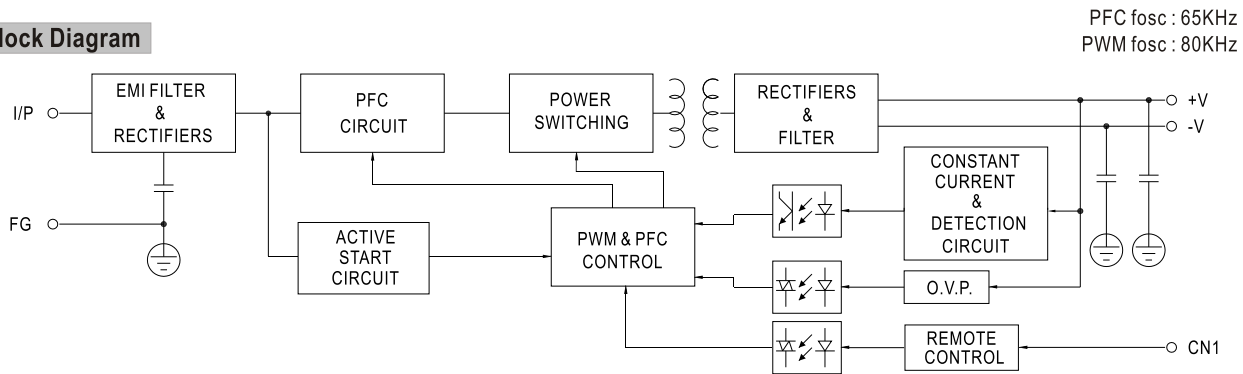 lock Diagram
PFC fosc : 65KHz
PWM fosc : 80KHz
I/P
EMI FILTER
&
RECTIFIERS
PFC
CIRCUIT
POWER
SWITCHING
RECTIFIERS
&
FILTER
+V
-V
CONSTANT
CURRENT
&
DETECTION
CIRCUIT
FG
ACTIVE
START
CIRCUIT
PWM & PFC
CONTROL
O.V.P.
REMOTE
CONTROL
CN1